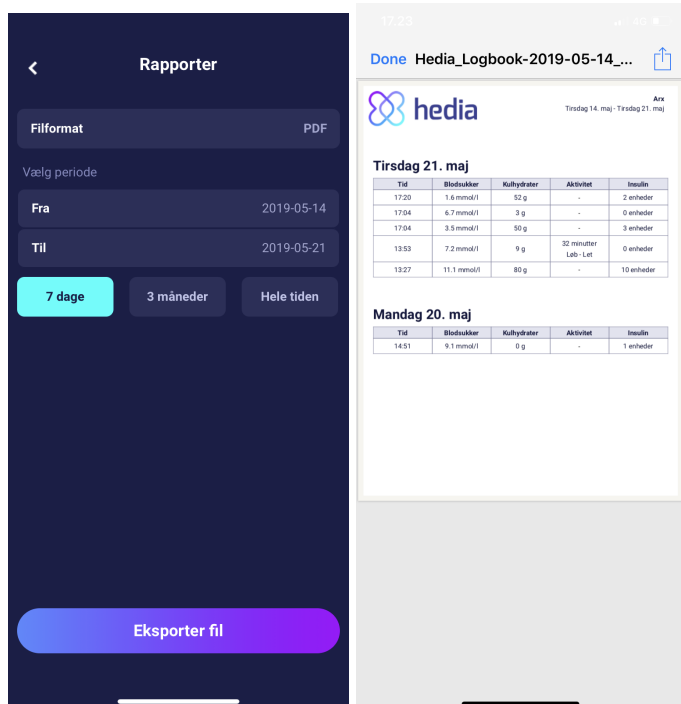 Rapporter
Filformat PDF
Vælg periode
Fra 2019-05-14
Til 2019-05-21
7 dage 3 måneder Hele tiden
Eksporter fil
17.23 4G
Done Hedia_Logbook-2019-05-14_...
hedia
Arx
Tirsdag 14. maj - Tirsdag 21. maj
Tirsdag 21. maj
Tid Blodsukker Kulhydrater Aktivitet Insulin
17:20 1.6 mmol/l 52 g - 2 enheder
17:04 6.7 mmol/l 3 g - 0 enheder
17:04 3.5 mmol/l 50 g - 3 enheder
13:53 7.2 mmol/l 9 g 32 minutter Løb - Let 0 enheder
13:27 11.1 mmol/l 80 g - 10 enheder
Mandag 20. maj
Tid Blodsukker Kulhydrater Aktivitet Insulin
14:51 9.1 mmol/l 0 g - 1 enheder